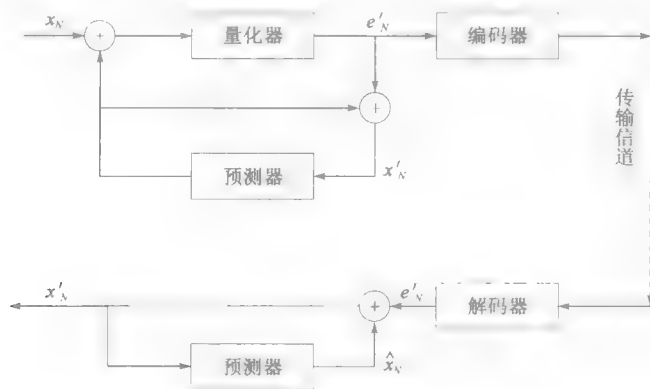 x_N
+
量化器
e'_N
编码器
+
传输信道
预测器
x'_N
x'_N
+
e'_N
解码器
预测器
x̂_N